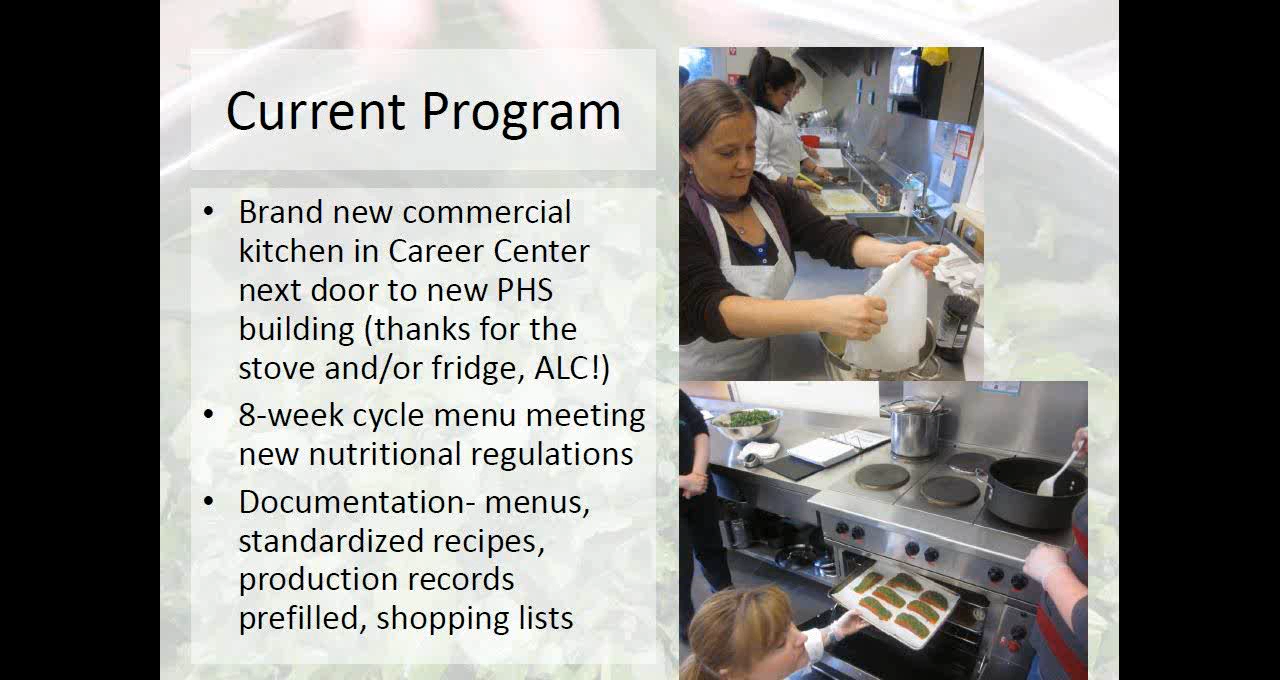 Current Program
• Brand new commercial
kitchen in Career Center
next door to new PHS
building (thanks for the
stove and/or fridge, ALC!)
• 8-week cycle menu meeting
new nutritional regulations
• Documentation- menus,
standardized recipes,
production records
prefilled, shopping lists